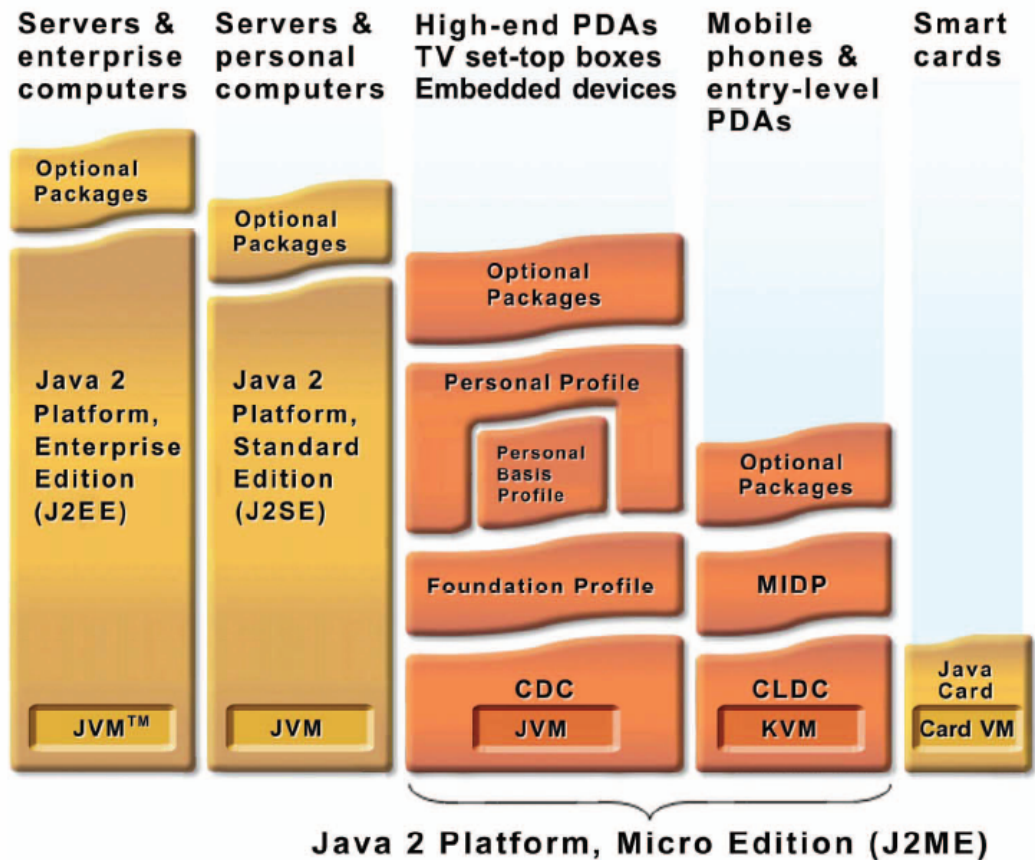 Servers &
enterprise
computers
Servers &
personal
computers
High-end PDAs
TV set-top boxes
Embedded devices
Mobile
phones &
entry-level
PDAs
Smart
cards
Optional
Packages
Java 2
Platform,
Enterprise
Edition
(J2EE)
JVM™
Optional
Packages
Java 2
Platform,
Standard
Edition
(J2SE)
JVM
Optional
Packages
Personal Profile
Personal
Basis
Profile
Foundation Profile
CDC
JVM
Optional
Packages
MIDP
CLDC
KVM
Java
Card
Card VM
Java 2 Platform, Micro Edition (J2ME)